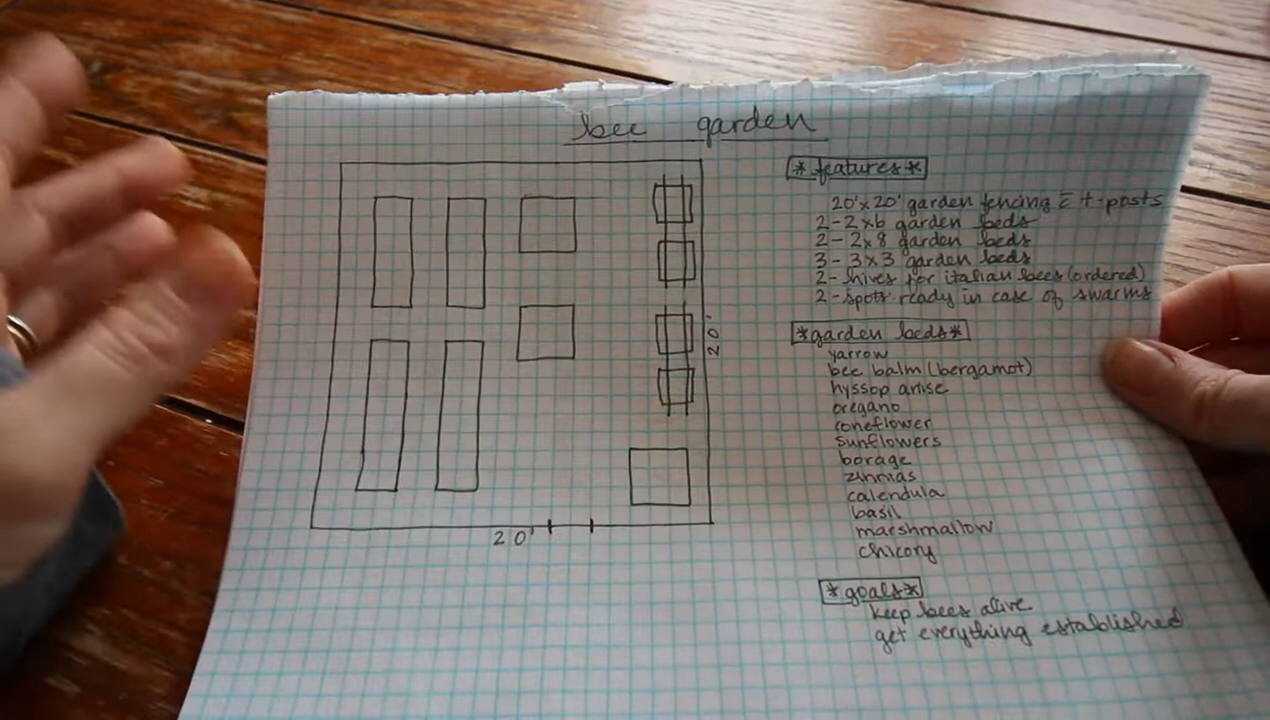 bee garden
*features*
20'x20' garden fencing c̄ t-posts
2-2x6 garden beds
2-2x8 garden beds
3-3x3 garden beds
2-hives for italian bees (ordered)
2-spots ready in case of swarms
*garden beds*
yarrow
bee balm (bergamot)
hyssop anise
oregano
coneflower
sunflowers
borage
zinnias
calendula
basil
marshmallow
chicory
*goals*
keep bees alive
get everything established
20'
20'